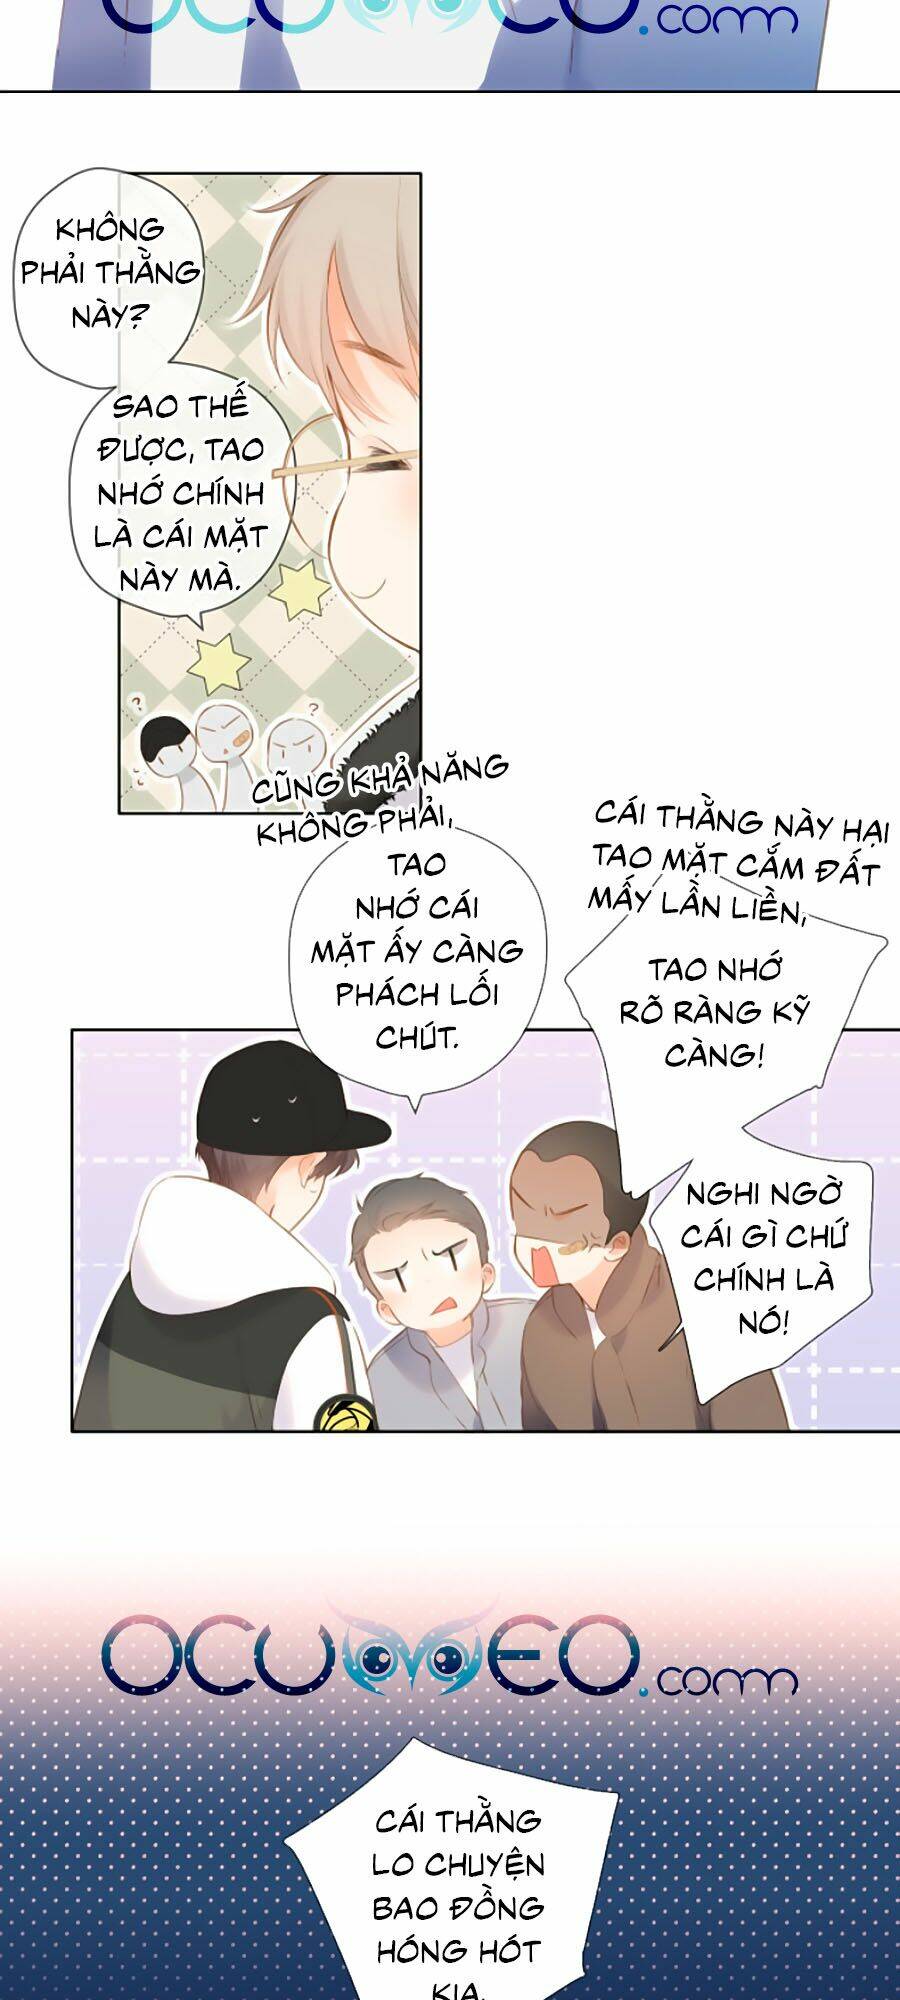 OCUMEO.com
KHÔNG
PHẢI THẰNG
NÀY?
SAO THẾ
ĐƯỢC, TAO
NHỚ CHÍNH
LÀ CÁI MẶT
NÀY MÀ.
?
?
CŨNG KHẢ NĂNG
KHÔNG PHẢI,
TAO
NHỚ CÁI
MẶT ẤY CÀNG
PHÁCH LỐI
CHÚT.
CÁI THẰNG NÀY HẠI
TAO MẶT CẮM ĐẤT
MẤY LẦN LIỀN,
TAO NHỚ
RÕ RÀNG KỸ
CÀNG!
NGHI NGỜ
CÁI GÌ CHỨ
CHÍNH LÀ
NÓ!
OCUMEO.com
CÁI THẰNG
LO CHUYỆN
BAO ĐỒNG
HÓNG HÓT
KIA,